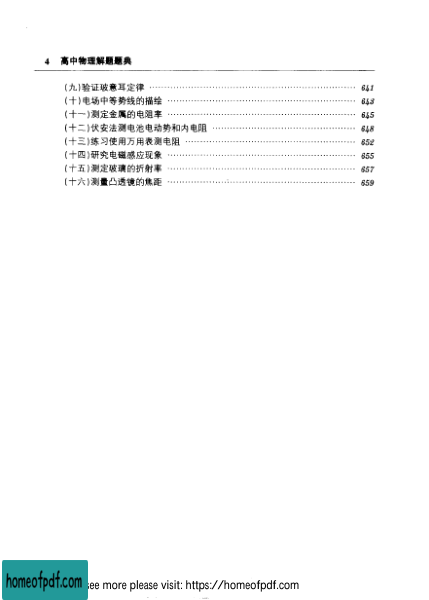 4 高中物理解题题典
(九)验证玻意耳定律 …………………………………………… 641
(十)电场中等势线的描绘 …………………………………………… 643
(十一)测定金属的电阻率 …………………………………………… 645
(十二)伏安法测电池电动势和内电阻 …………………………………………… 648
(十三)练习使用万用表测电阻 …………………………………………… 652
(十四)研究电磁感应现象 …………………………………………… 655
(十五)测定玻璃的折射率 …………………………………………… 657
(十六)测量凸透镜的焦距 …………………………………………… 659
homeofpdf.com see more please visit: https://homeofpdf.com